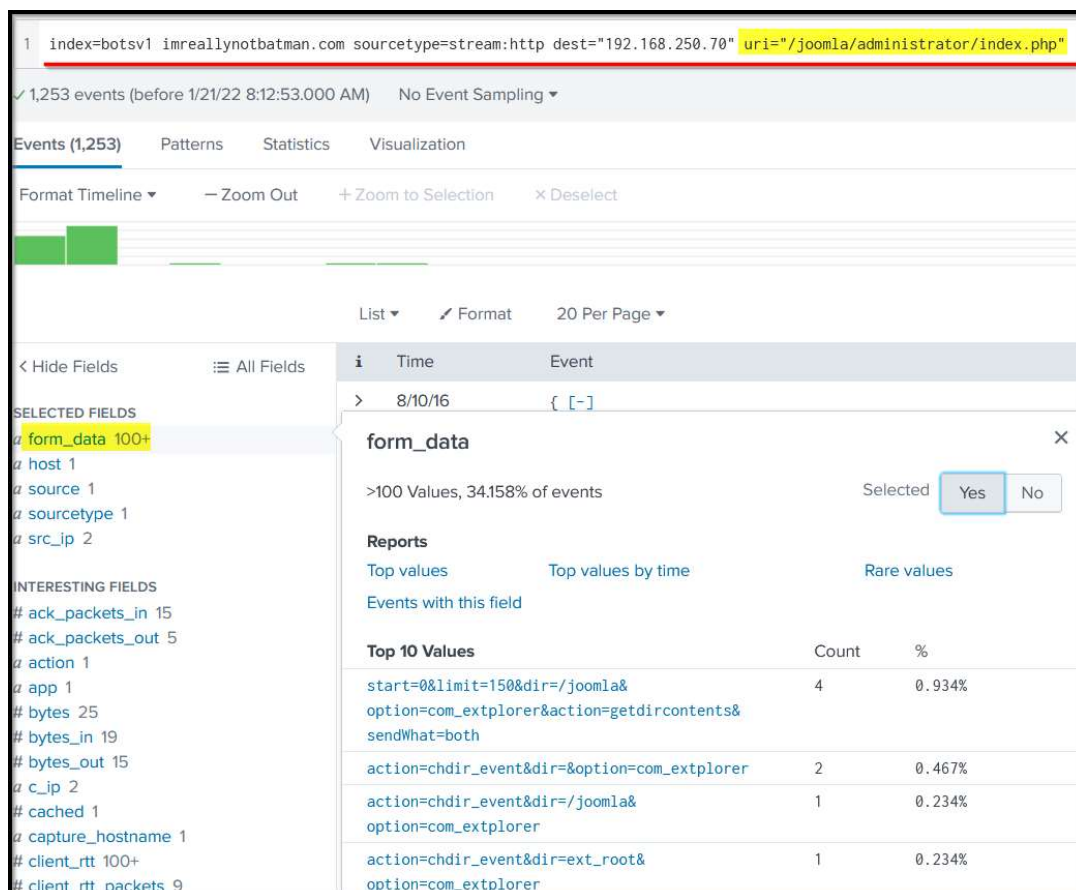 1 index=botsv1 imreallynotbatman.com sourcetype=stream:http dest="192.168.250.70" uri="/joomla/administrator/index.php"
✓ 1,253 events (before 1/21/22 8:12:53.000 AM) No Event Sampling ▾
Events (1,253) Patterns Statistics Visualization
Format Timeline ▾ — Zoom Out + Zoom to Selection × Deselect
List ▾ Format 20 Per Page ▾
< Hide Fields All Fields i Time Event
> 8/10/16 { [-]
SELECTED FIELDS
a form_data 100+
a host 1
a source 1
a sourcetype 1
a src_ip 2
INTERESTING FIELDS
# ack_packets_in 15
# ack_packets_out 5
a action 1
a app 1
# bytes 25
# bytes_in 19
# bytes_out 15
a c_ip 2
# cached 1
a capture_hostname 1
# client_rtt 100+
# client_rtt_packets 9
form_data ×
>100 Values, 34.158% of events Selected Yes No
Reports
Top values Top values by time Rare values
Events with this field
Top 10 Values Count %
start=0&limit=150&dir=/joomla& 4 0.934%
option=com_extplorer&action=getdircontents&
sendWhat=both
action=chdir_event&dir=&option=com_extplorer 2 0.467%
action=chdir_event&dir=/joomla& 1 0.234%
option=com_extplorer
action=chdir_event&dir=ext_root& 1 0.234%
option=com_extplorer